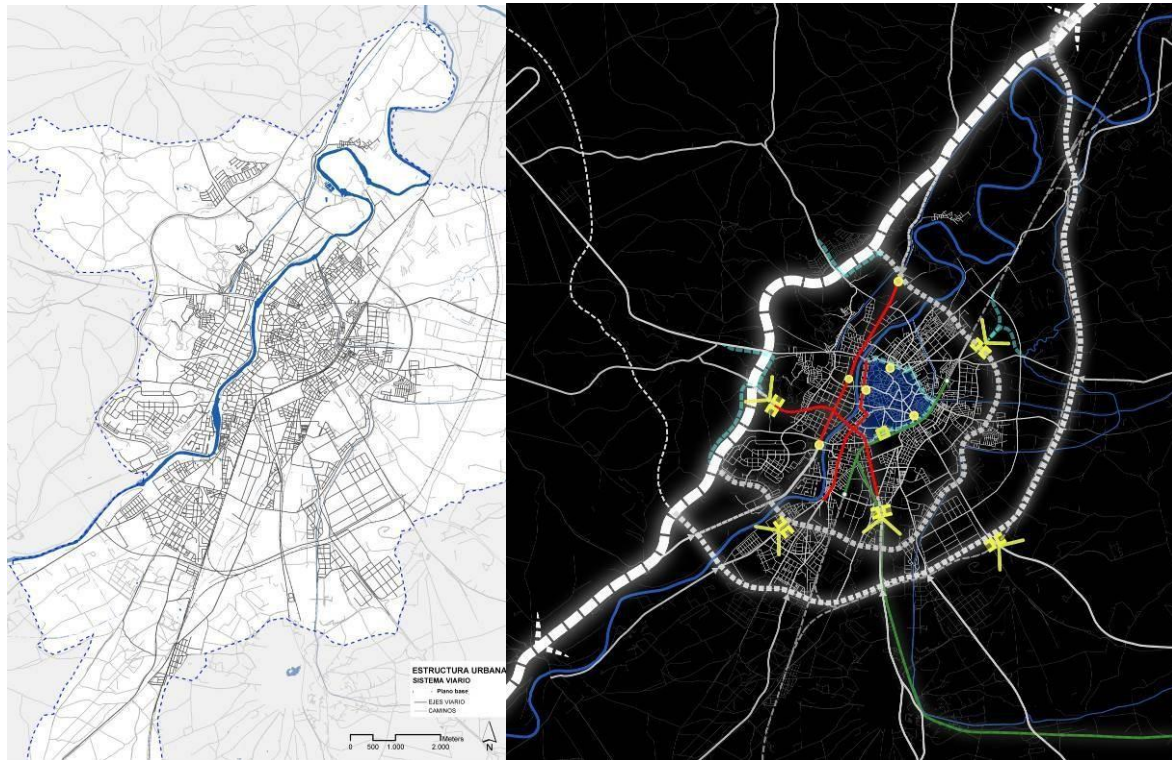 ESTRUCTURA URBANA
SISTEMA VIARIO
Plano base
EJES VIARIO
CAMINOS
Meters
0 500 1.000 2.000
N